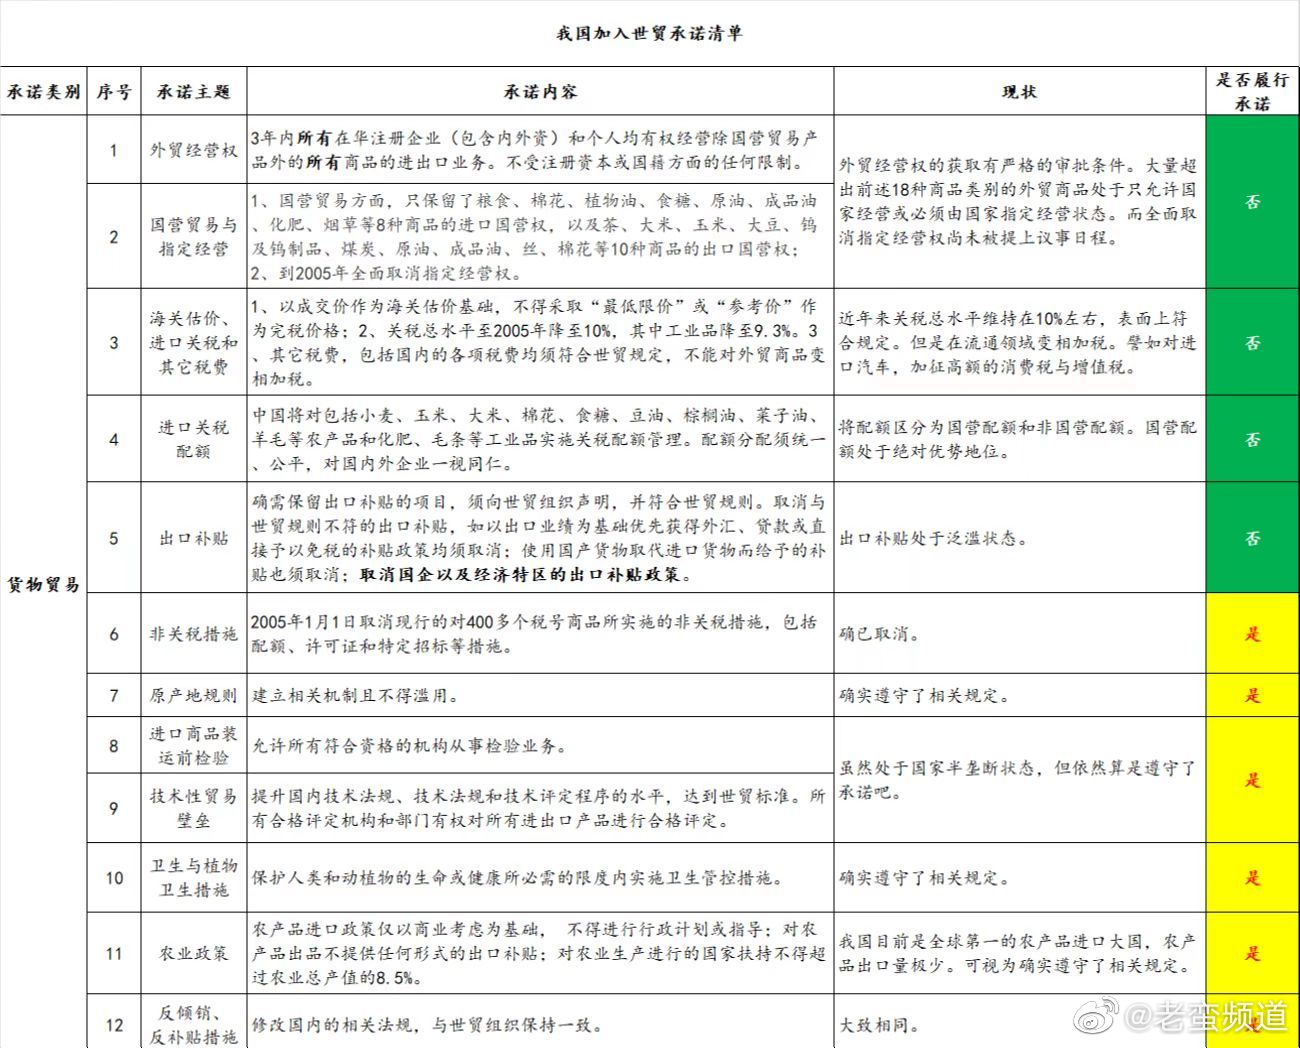 我国加入世贸承诺清单
承诺类别
序号
承诺主题
承诺内容
现状
是否履行
承诺
货物贸易
1
外贸经营权
3年内所有在华注册企业（包含内外资）和个人均有权经营除国营贸易产
品外的所有商品的进出口业务。不受注册资本或国籍方面的任何限制。
外贸经营权的获取有严格的审批条件。大量超
出前述18种商品类别的外贸商品处于只允许国
家经营或必须由国家指定经营状态。而全面取
消指定经营权尚未被提上议事日程。
否
2
国营贸易与
指定经营
1、国营贸易方面，只保留了粮食、棉花、植物油、食糖、原油、成品油
、化肥、烟草等8种商品的进口国营权，以及茶、大米、玉米、大豆、钨
及钨制品、煤炭、原油、成品油、丝、棉花等10种商品的出口国营权；
2、到2005年全面取消指定经营权。
3
海关估价、
进口关税和
其它税费
1、以成交价作为海关估价基础，不得采取“最低限价”或“参考价”作
为完税价格；2、关税总水平至2005年降至10%，其中工业品降至9.3%。3
、其它税费，包括国内的各项税费均须符合世贸规定，不能对外贸商品变
相加税。
近年来关税总水平维持在10%左右，表面上符
合规定。但是在流通领域变相加税。譬如对进
口汽车，加征高额的消费税与增值税。
否
4
进口关税
配额
中国将对包括小麦、玉米、大米、棉花、食糖、豆油、棕榈油、菜子油、
羊毛等农产品和化肥、毛条等工业品实施关税配额管理。配额分配须统一
、公平，对国内外企业一视同仁。
将配额区分为国营配额和非国营配额。国营配
额处于绝对优势地位。
否
5
出口补贴
确需保留出口补贴的项目，须向世贸组织声明，并符合世贸规则。取消与
世贸规则不符的出口补贴，如以出口业绩为基础优先获得外汇、贷款或直
接予以免税的补贴政策均须取消；使用国产货物取代进口货物而给予的补
贴也须取消；取消国企以及经济特区的出口补贴政策。
出口补贴处于泛滥状态。
否
6
非关税措施
2005年1月1日取消现行的对400多个税号商品所实施的非关税措施，包括
配额、许可证和特定招标等措施。
确已取消。
是
7
原产地规则
建立相关机制且不得滥用。
确实遵守了相关规定。
是
8
进口商品装
运前检验
允许所有符合资格的机构从事检验业务。
虽然处于国家半垄断状态，但依然算是遵守了
承诺吧。
是
9
技术性贸易
壁垒
提升国内技术法规、技术法规和技术评定程序的水平，达到世贸标准。所
有合格评定机构和部门有权对所有进出口产品进行合格评定。
10
卫生与植物
卫生措施
保护人类和动植物的生命或健康所必需的限度内实施卫生管控措施。
确实遵守了相关规定。
是
11
农业政策
农产品进口政策仅以商业考虑为基础， 不得进行行政计划或指导；对农
产品出品不提供任何形式的出口补贴；对农业生产进行的国家扶持不得超
过农业总产值的8.5%。
我国目前是全球第一的农产品进口大国，农产
品出口量极少。可视为确实遵守了相关规定。
是
12
反倾销、
反补贴措施
修改国内的相关法规，与世贸组织保持一致。
大致相同。
是
@老蛮频道